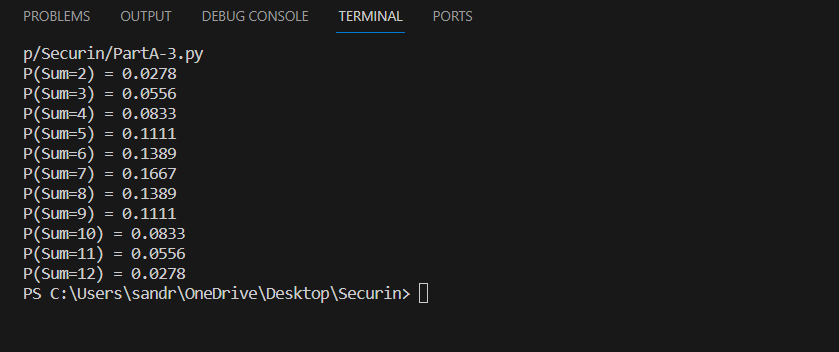 PROBLEMS OUTPUT DEBUG CONSOLE TERMINAL PORTS
p/Securin/PartA-3.py
P(Sum=2) = 0.0278
P(Sum=3) = 0.0556
P(Sum=4) = 0.0833
P(Sum=5) = 0.1111
P(Sum=6) = 0.1389
P(Sum=7) = 0.1667
P(Sum=8) = 0.1389
P(Sum=9) = 0.1111
P(Sum=10) = 0.0833
P(Sum=11) = 0.0556
P(Sum=12) = 0.0278
PS C:\Users\sandr\OneDrive\Desktop\Securin>